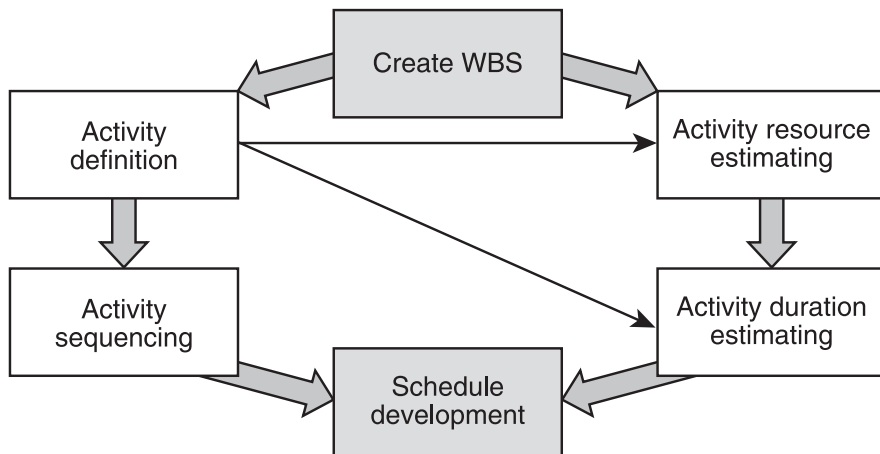 Create WBS
Activity
definition
Activity resource
estimating
Activity
sequencing
Activity duration
estimating
Schedule
development